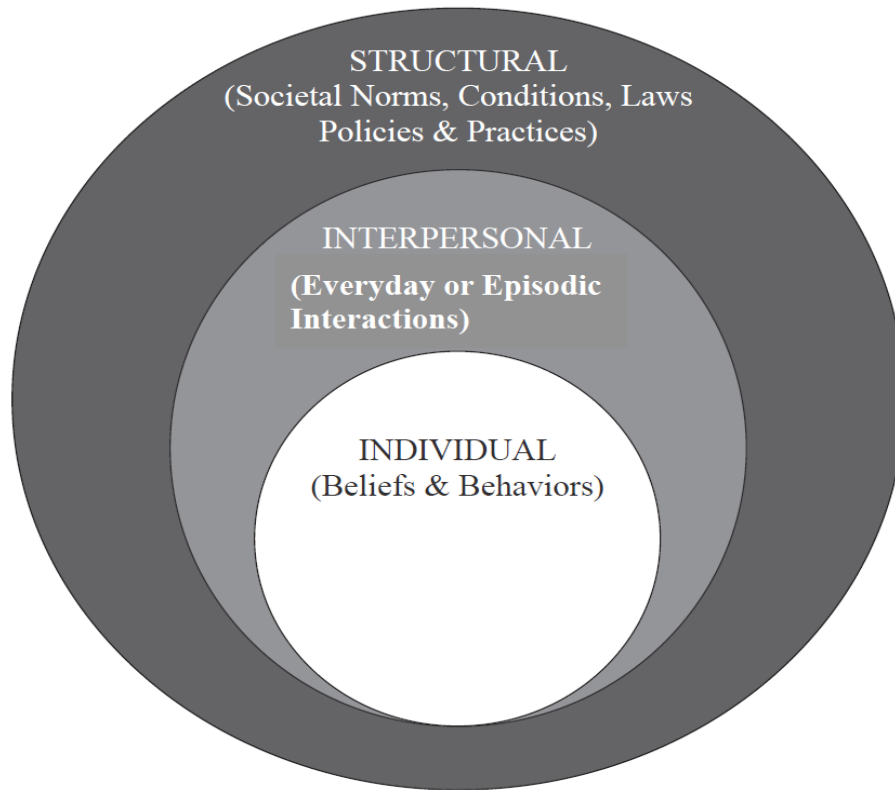 STRUCTURAL
(Societal Norms, Conditions, Laws
Policies & Practices)
INTERPERSONAL
(Everyday or Episodic
Interactions)
INDIVIDUAL
(Beliefs & Behaviors)